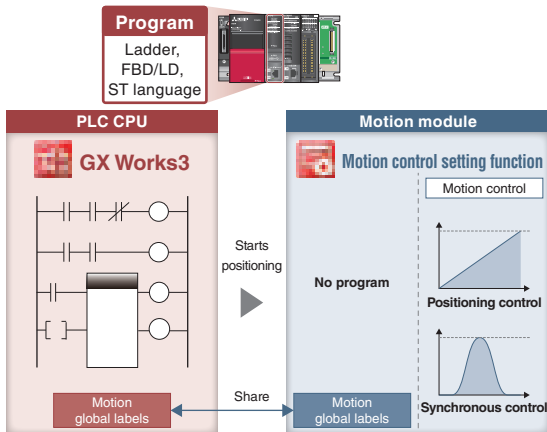 Program
Ladder,
FBD/LD,
ST language
PLC CPU
GX Works3
Motion module
Motion control setting function
Motion control
Starts
positioning
No program
Positioning control
Synchronous control
Motion
global labels
Share
Motion
global labels